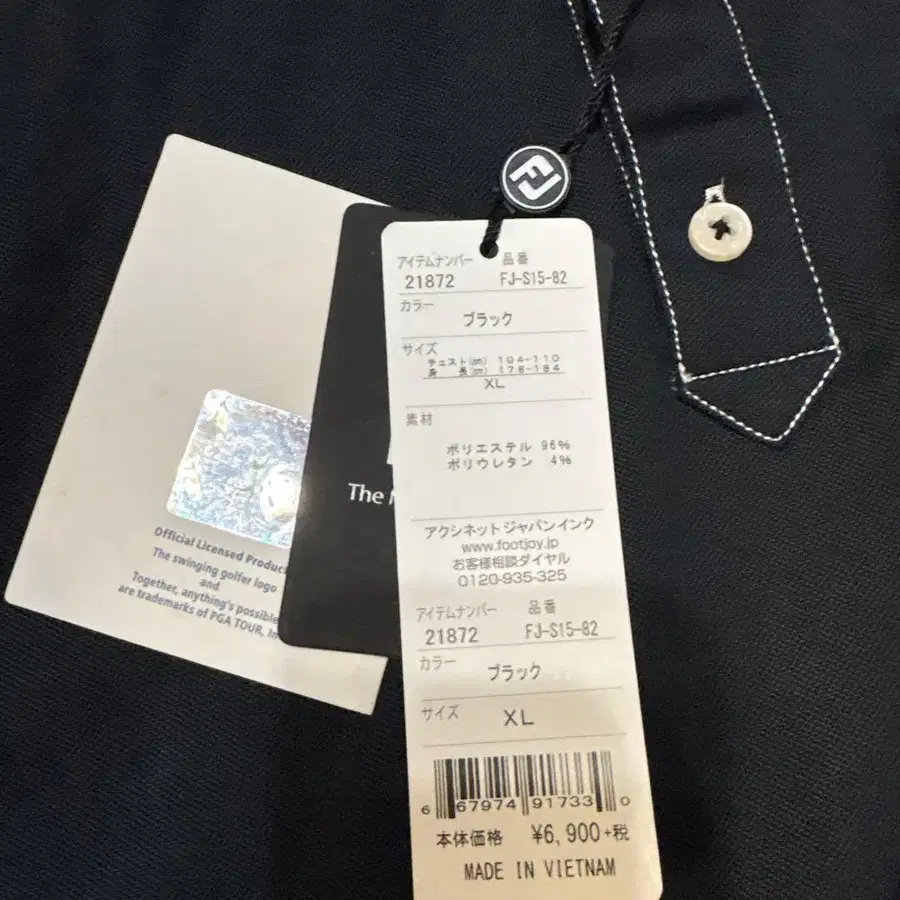 FJ
アイテムナンバー 品番
21872 FJ-S15-82
カラー
ブラック
サイズ
チェスト(cm) 104-110
身 長(cm) 178-184
XL
素材
ポリエステル 96%
ポリウレタン 4%
アクシネット ジャパン インク
www.footjoy.jp
お客様相談ダイヤル
0120-935-325
アイテムナンバー 品番
21872 FJ-S15-82
カラー
ブラック
サイズ XL
6 67974 91733 0
本体価格 ¥6,900+税
MADE IN VIETNAM
The
Official Licensed Product
The swinging golfer logo
and
Together, anything's possible
are trademarks of PGA TOUR, In